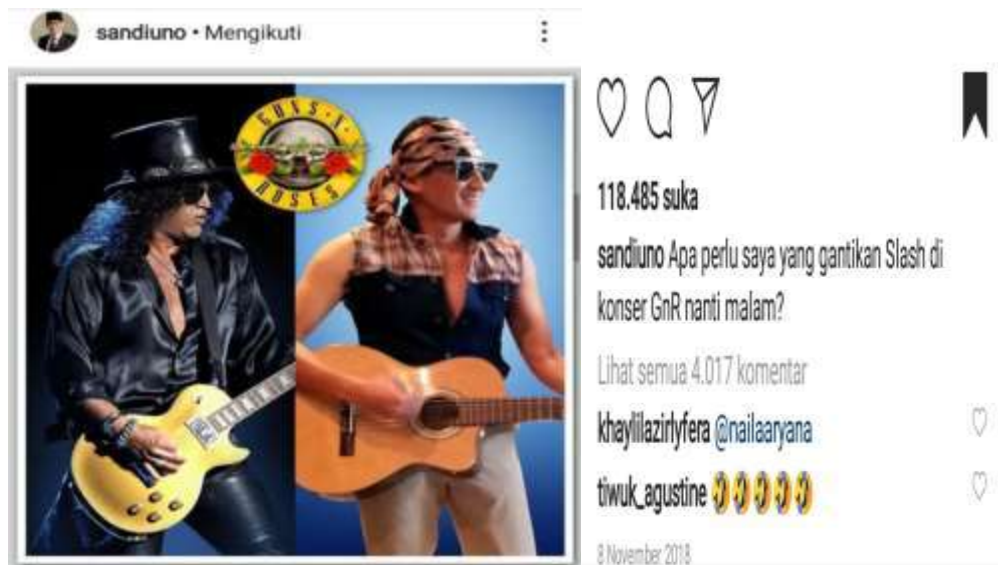 sandiuno • Mengikuti
GUNS N'
ROSES
118.485 suka
sandiuno Apa perlu saya yang gantikan Slash di
konser GnR nanti malam?
Lihat semua 4.017 komentar
khaylilazirlyfera @nailaaryana
tiwuk_agustine 🤣🤣🤣🤣🤣
8 November 2018